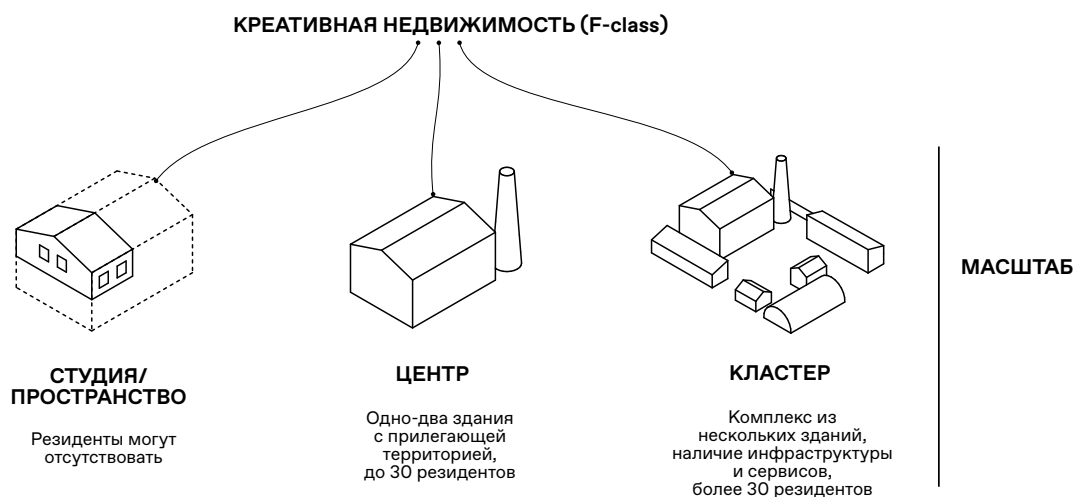 КРЕАТИВНАЯ НЕДВИЖИМОСТЬ (F-class)
МАСШТАБ
СТУДИЯ/
ПРОСТРАНСТВО
Резиденты могут
отсутствовать
ЦЕНТР
Одно-два здания
с прилегающей
территорией,
до 30 резидентов
КЛАСТЕР
Комплекс из
нескольких зданий,
наличие инфраструктуры
и сервисов,
более 30 резидентов